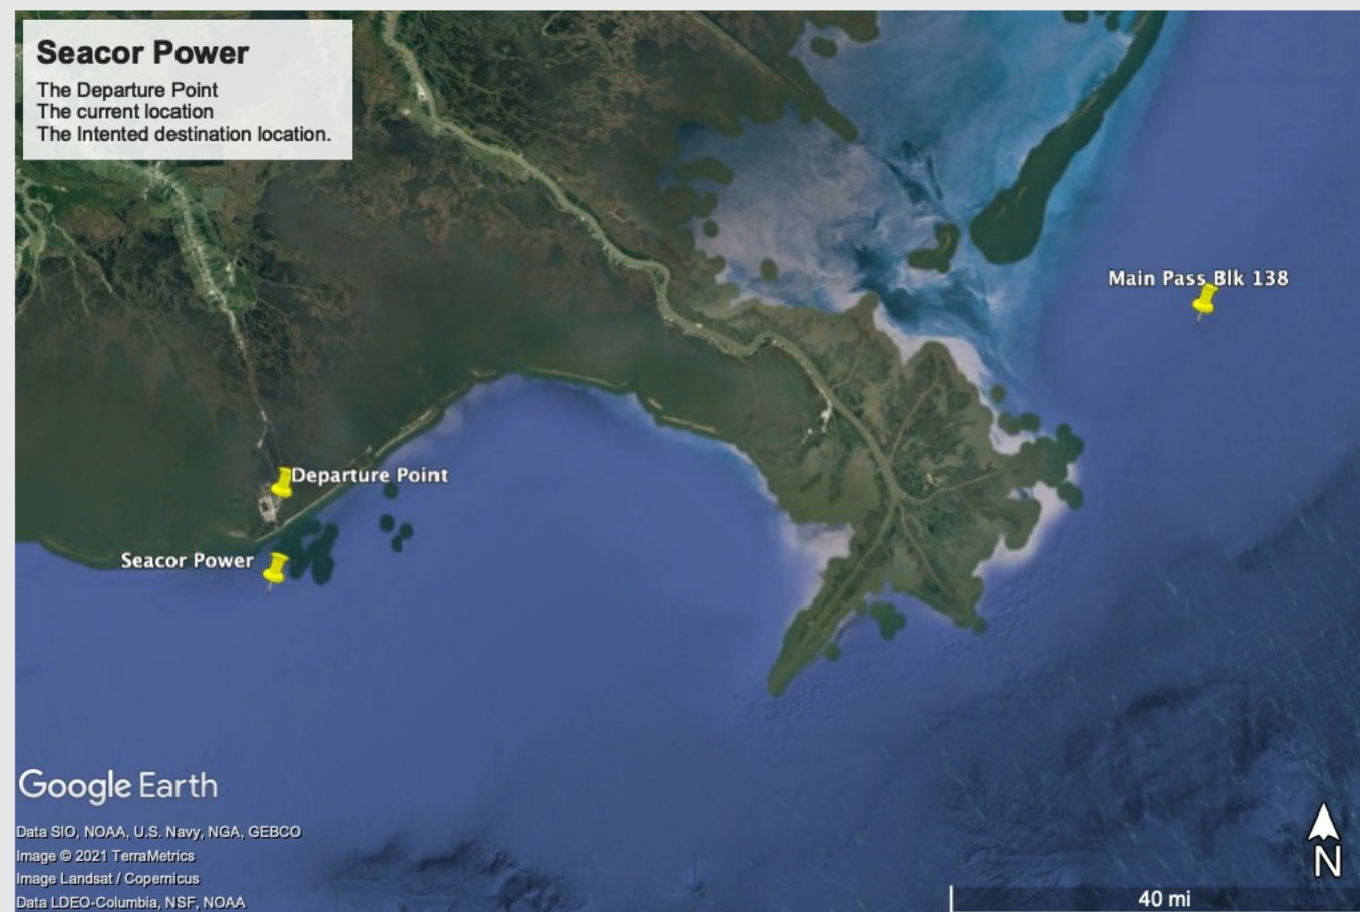 Seacor Power
The Departure Point
The current location
The Intented destination location.
Main Pass Blk 138
Departure Point
Seacor Power
Google Earth
Data SIO, NOAA, U.S. Navy, NGA, GEBCO
Image © 2021 TerraMetrics
Image Landsat / Copernicus
Data LDEO-Columbia, NSF, NOAA
N
40 mi